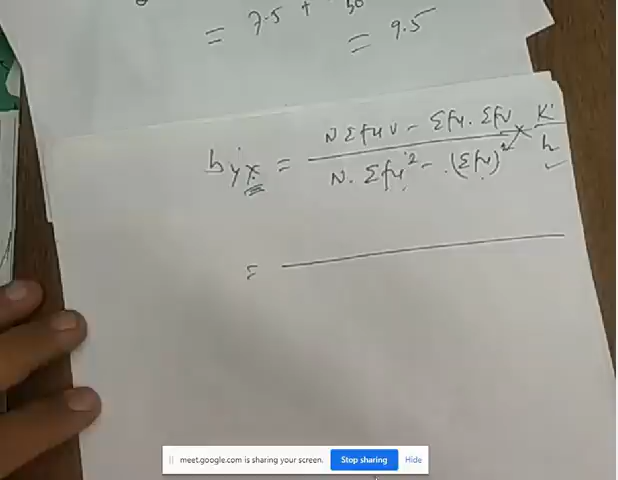 = 7.5 +
= 9.5
byx = NΣfuv - Σfu. Σfv × K
N. Σfu² - (Σfv)² h
=
meet.google.com is sharing your screen. Stop sharing Hide